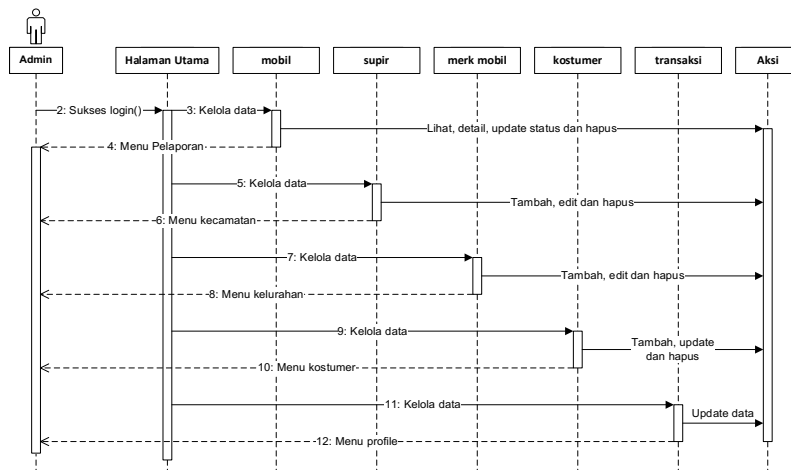 Admin
Halaman Utama
mobil
supir
merk mobil
kostumer
transaksi
Aksi
2: Sukses login()
3: Kelola data
Lihat, detail, update status dan hapus
4: Menu Pelaporan
5: Kelola data
Tambah, edit dan hapus
6: Menu kecamatan
7: Kelola data
Tambah, edit dan hapus
8: Menu kelurahan
9: Kelola data
Tambah, update
dan hapus
10: Menu kostumer
11: Kelola data
Update data
12: Menu profile